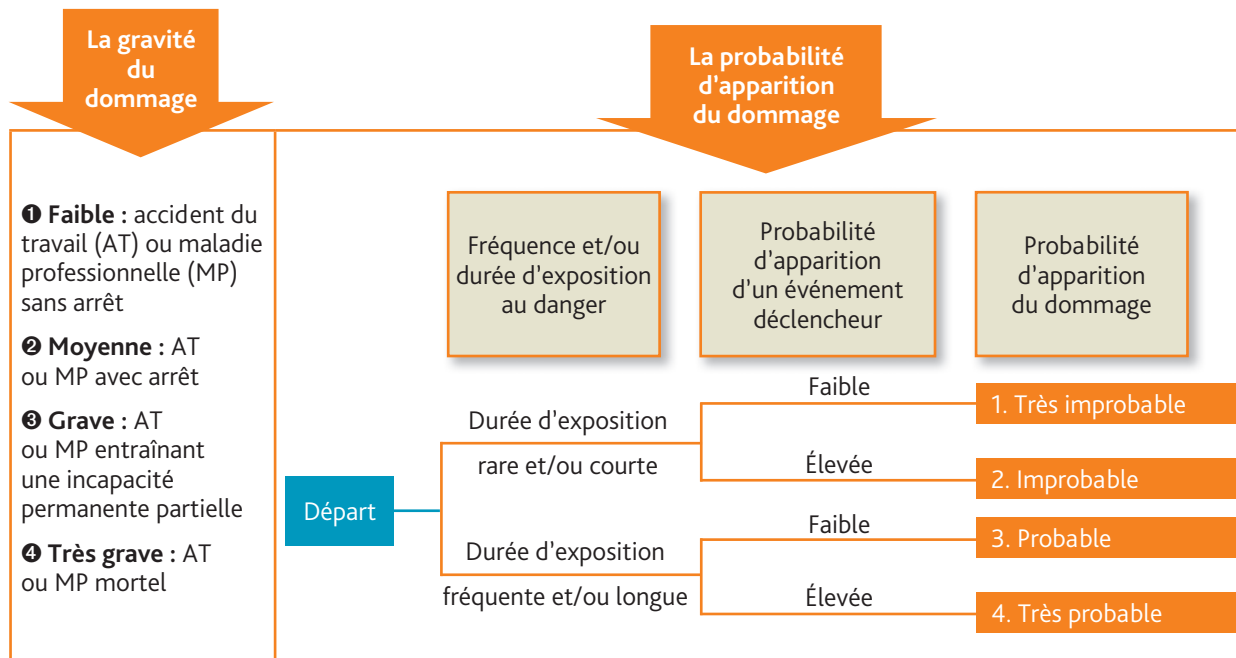 La gravité
du
dommage
La probabilité
d'apparition
du dommage
❶ Faible : accident du
travail (AT) ou maladie
professionnelle (MP)
sans arrêt
❷ Moyenne : AT
ou MP avec arrêt
❸ Grave : AT
ou MP entraînant
une incapacité
permanente partielle
❹ Très grave : AT
ou MP mortel
Fréquence et/ou
durée d'exposition
au danger
Probabilité
d'apparition
d'un événement
déclencheur
Probabilité
d'apparition
du dommage
Départ
Durée d'exposition
rare et/ou courte
Faible
1. Très improbable
Élevée
2. Improbable
Durée d'exposition
fréquente et/ou longue
Faible
3. Probable
Élevée
4. Très probable